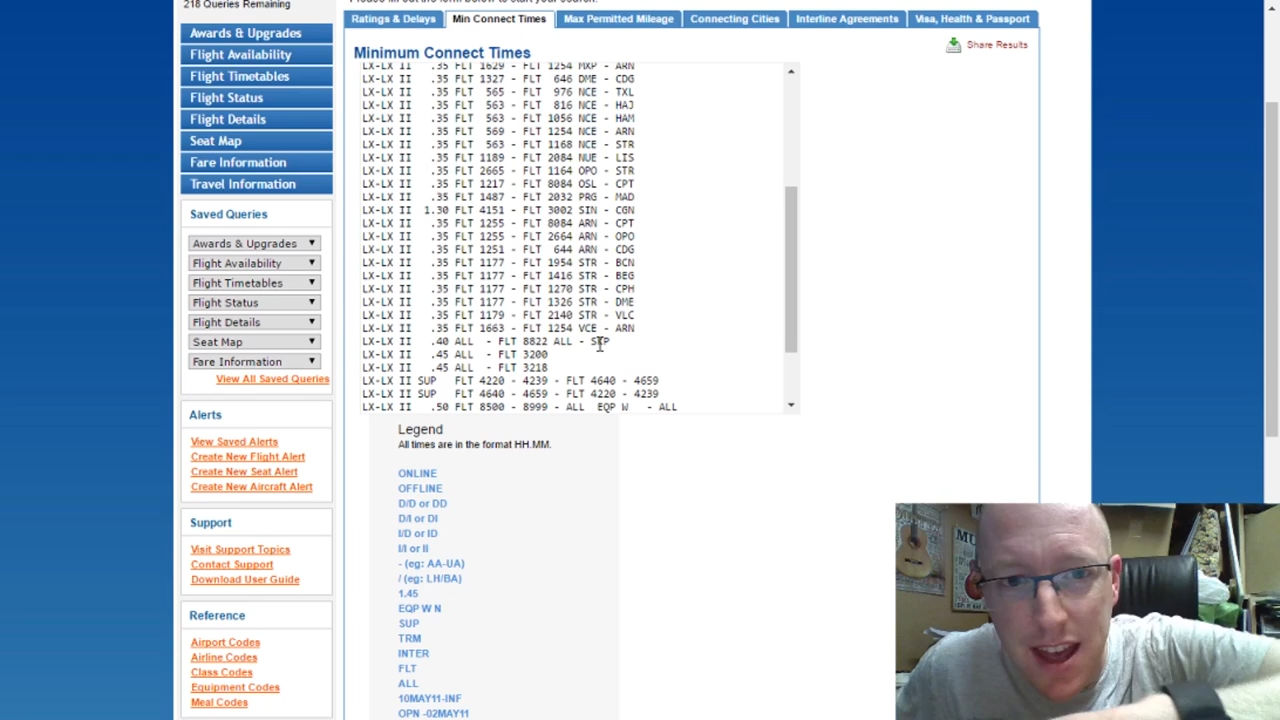 218 Queries Remaining
Awards & Upgrades
Flight Availability
Flight Timetables
Flight Status
Flight Details
Seat Map
Fare Information
Travel Information
Saved Queries
Awards & Upgrades
Flight Availability
Flight Timetables
Flight Status
Flight Details
Seat Map
Fare Information
View All Saved Queries
Alerts
View Saved Alerts
Create New Flight Alert
Create New Seat Alert
Create New Aircraft Alert
Support
Visit Support Topics
Contact Support
Download User Guide
Reference
Airport Codes
Airline Codes
Class Codes
Equipment Codes
Meal Codes
Ratings & Delays
Min Connect Times
Max Permitted Mileage
Connecting Cities
Interline Agreements
Visa, Health & Passport
Minimum Connect Times
Share Results
LX-LX II .35 FLT 1629 - FLT 1254 MXP - ARN
LX-LX II .35 FLT 1327 - FLT 646 DME - CDG
LX-LX II .35 FLT 565 - FLT 976 NCE - TXL
LX-LX II .35 FLT 563 - FLT 816 NCE - HAJ
LX-LX II .35 FLT 563 - FLT 1056 NCE - HAM
LX-LX II .35 FLT 569 - FLT 1254 NCE - ARN
LX-LX II .35 FLT 563 - FLT 1168 NCE - STR
LX-LX II .35 FLT 1189 - FLT 2084 NUE - LIS
LX-LX II .35 FLT 2665 - FLT 1164 OPO - STR
LX-LX II .35 FLT 1217 - FLT 8084 OSL - CPT
LX-LX II .35 FLT 1487 - FLT 2032 PRG - MAD
LX-LX II 1.30 FLT 4151 - FLT 3002 SIN - CGN
LX-LX II .35 FLT 1255 - FLT 8084 ARN - CPT
LX-LX II .35 FLT 1255 - FLT 2664 ARN - OPO
LX-LX II .35 FLT 1251 - FLT 644 ARN - CDG
LX-LX II .35 FLT 1177 - FLT 1954 STR - BCN
LX-LX II .35 FLT 1177 - FLT 1416 STR - BEG
LX-LX II .35 FLT 1177 - FLT 1270 STR - CPH
LX-LX II .35 FLT 1177 - FLT 1326 STR - DME
LX-LX II .35 FLT 1179 - FLT 2140 STR - VLC
LX-LX II .35 FLT 1663 - FLT 1254 VCE - ARN
LX-LX II .40 ALL - FLT 8822 ALL -
LX-LX II .45 ALL - FLT 3200
LX-LX II .45 ALL - FLT 3218
LX-LX II SUP FLT 4220 - 4239 - FLT 4640 - 4659
LX-LX II SUP FLT 4640 - 4659 - FLT 4220 - 4239
LX-LX II .50 FLT 8500 - 8999 - ALL EQP W - ALL
Legend
All times are in the format HH.MM.
ONLINE
OFFLINE
D/D or DD
D/I or DI
I/D or ID
I/I or II
- (eg: AA-UA)
/ (eg: LH/BA)
1.45
EQP W N
SUP
TRM
INTER
FLT
ALL
10MAY11-INF
OPN -02MAY11